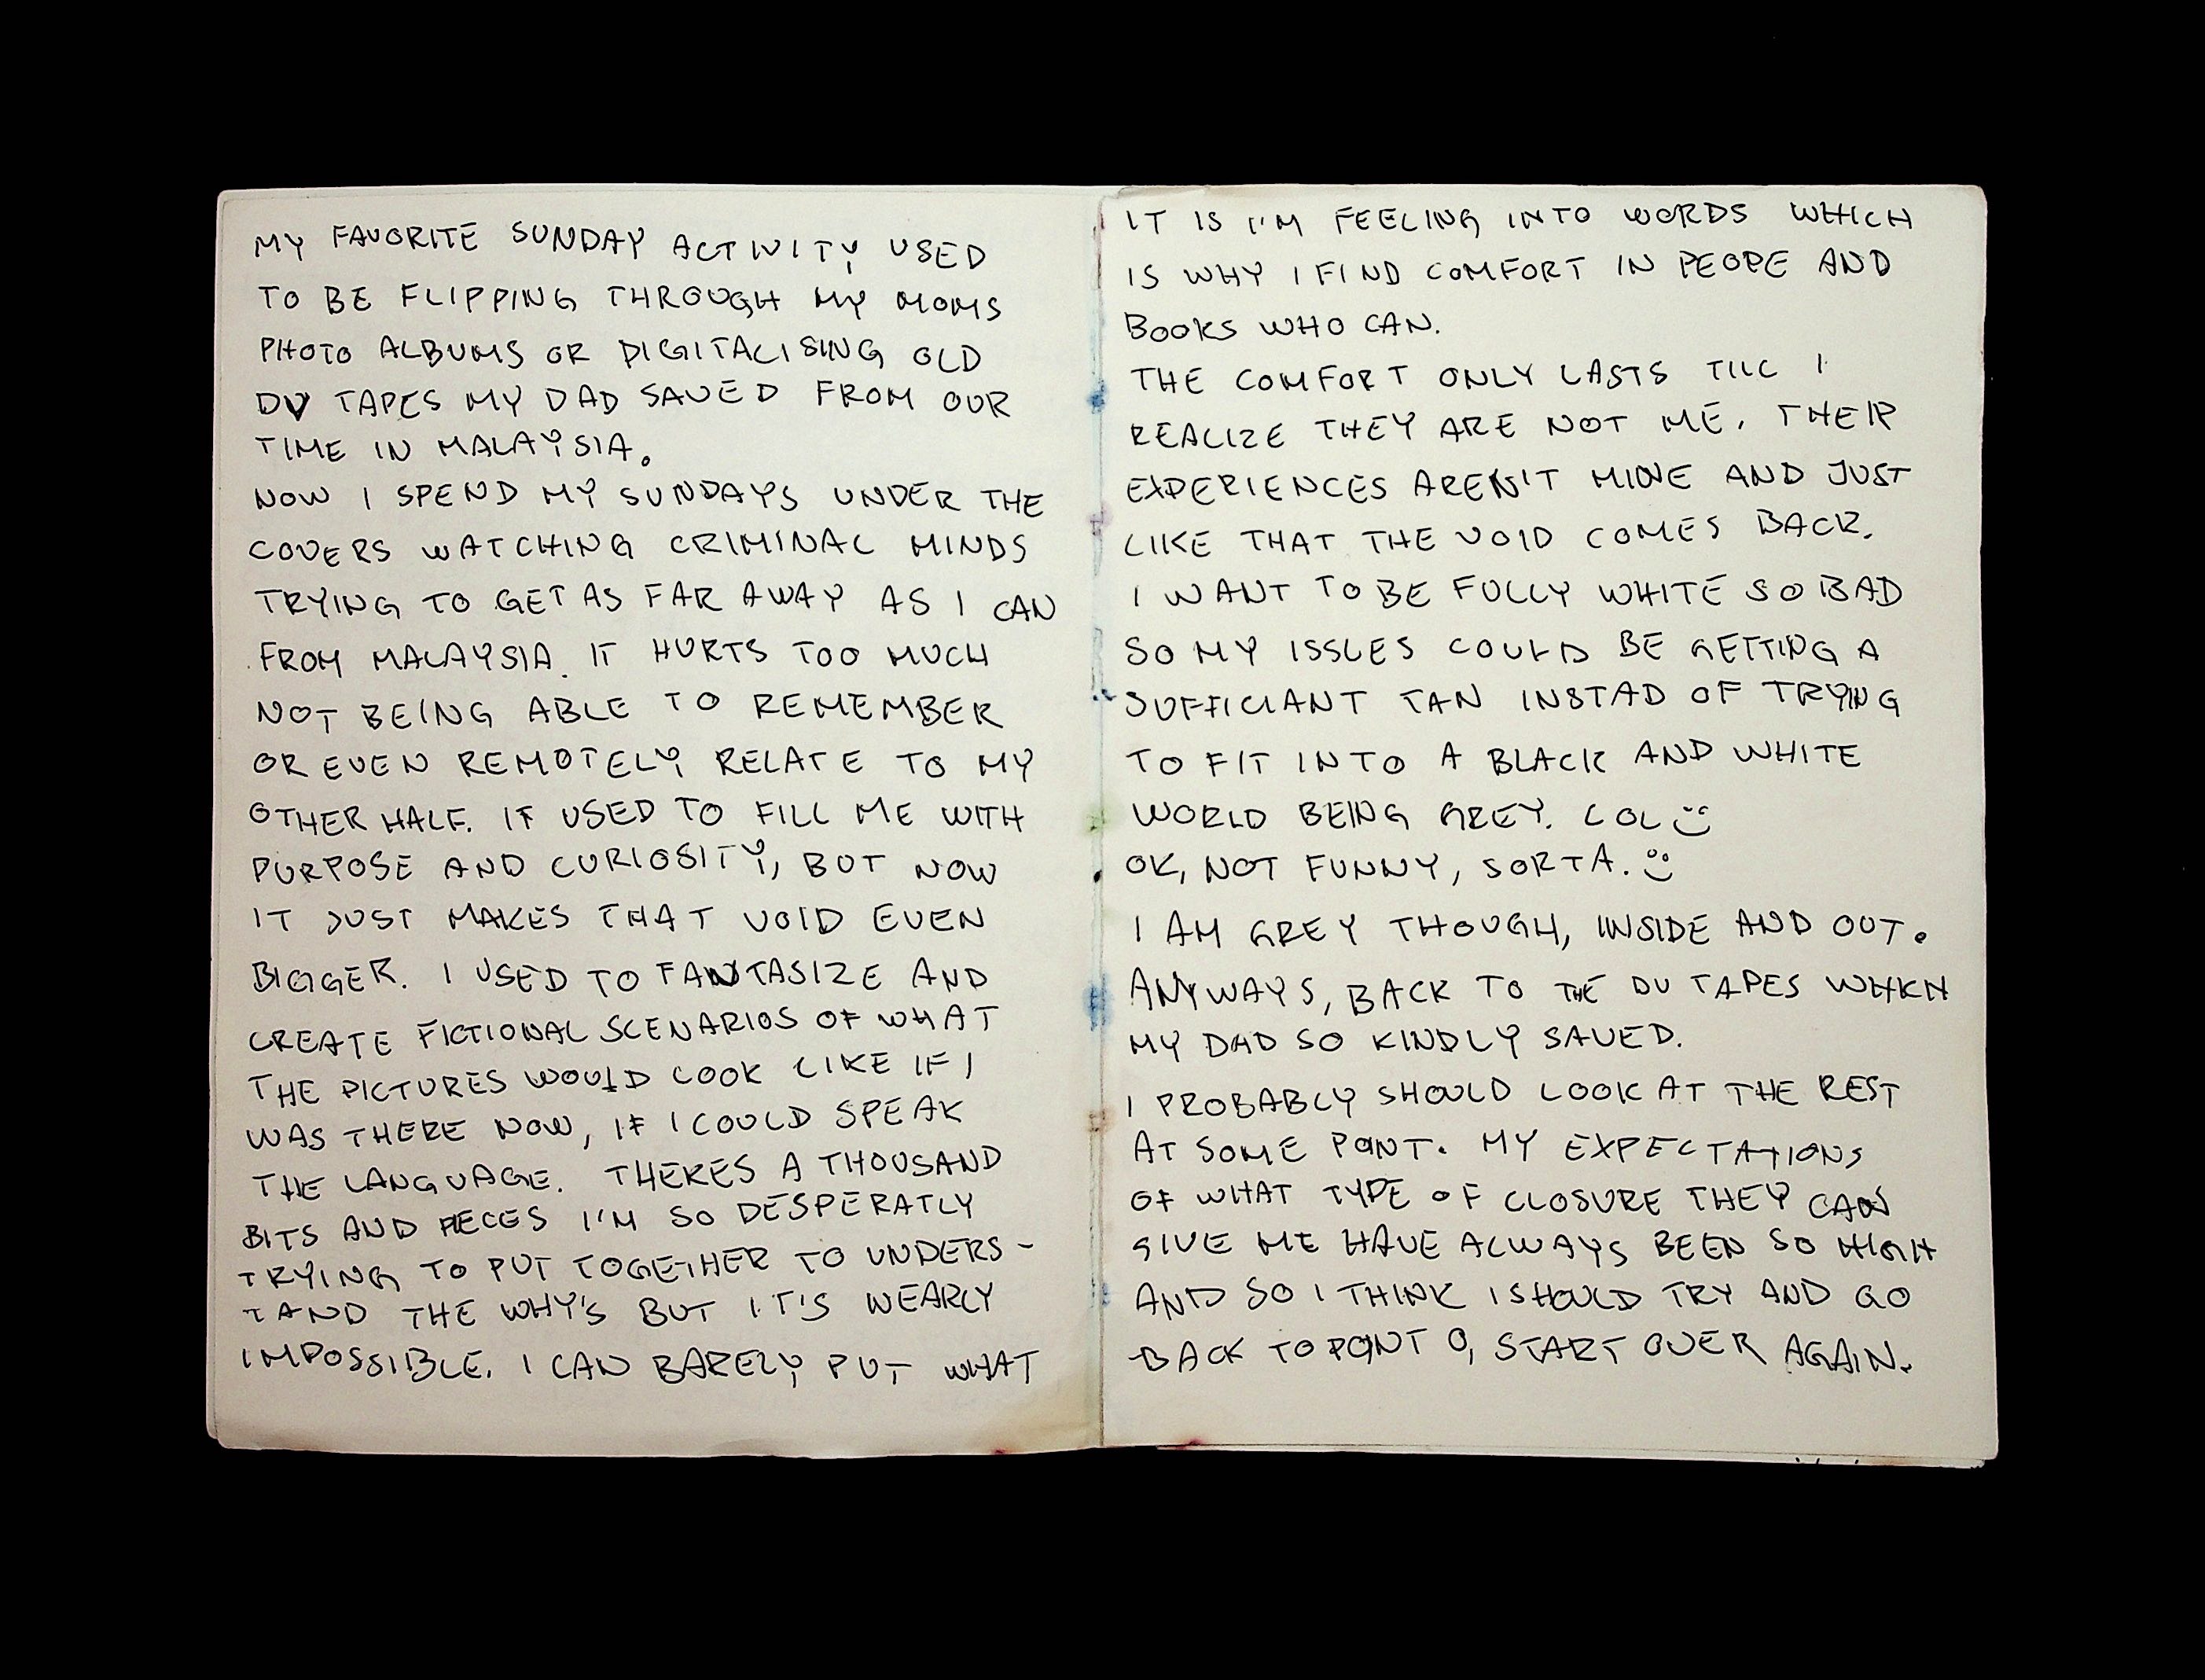 MY FAVORITE SUNDAY ACTIVITY USED
TO BE FLIPPING THROUGH MY MOMS
PHOTO ALBUMS OR DIGITALISING OLD
DV TAPES MY DAD SAVED FROM OUR
TIME IN MALAYSIA.
NOW I SPEND MY SUNDAYS UNDER THE
COVERS WATCHING CRIMINAL MINDS
TRYING TO GET AS FAR AWAY AS I CAN
FROM MALAYSIA. IT HURTS TOO MUCH
NOT BEING ABLE TO REMEMBER
OR EVEN REMOTELY RELATE TO MY
OTHER HALF. IT USED TO FILL ME WITH
PURPOSE AND CURIOSITY, BUT NOW
IT JUST MAKES THAT VOID EVEN
BIGGER. I USED TO FANTASIZE AND
CREATE FICTIONAL SCENARIOS OF WHAT
THE PICTURES WOULD LOOK LIKE IF I
WAS THERE NOW, IF I COULD SPEAK
THE LANGUAGE. THERES A THOUSAND
BITS AND PIECES I'M SO DESPERATLY
TRYING TO PUT TOGETHER TO UNDERS-
TAND THE WHY'S BUT IT'S NEARLY
IMPOSSIBLE. I CAN BARELY PUT WHAT
IT IS I'M FEELING INTO WORDS WHICH
IS WHY I FIND COMFORT IN PEOPE AND
BOOKS WHO CAN.
THE COMFORT ONLY LASTS TILL I
REALIZE THEY ARE NOT ME. THEIR
EXPERIENCES AREN'T MINE AND JUST
LIKE THAT THE VOID COMES BACK.
I WANT TO BE FULLY WHITE SO BAD
SO MY ISSUES COULD BE GETTING A
SUFFICIANT TAN INSTAD OF TRYING
TO FIT INTO A BLACK AND WHITE
WORLD BEING GREY. LOL :)
OK, NOT FUNNY, SORTA. :)
I AM GREY THOUGH, INSIDE AND OUT.
ANYWAYS, BACK TO THE DV TAPES WHICH
MY DAD SO KINDLY SAVED.
I PROBABLY SHOULD LOOK AT THE REST
AT SOME POINT. MY EXPECTATIONS
OF WHAT TYPE OF CLOSURE THEY CAN
GIVE ME HAVE ALWAYS BEEN SO HIGH
AND SO I THINK I SHOULD TRY AND GO
BACK TO POINT 0, START OVER AGAIN.